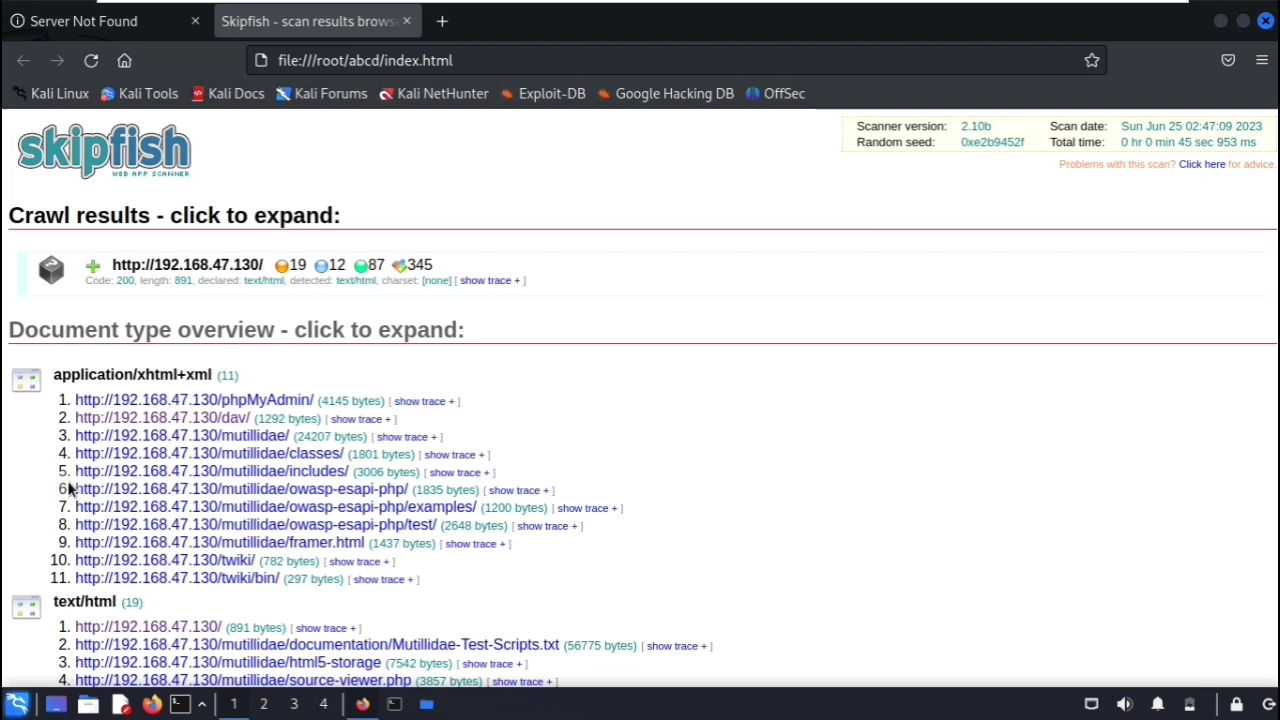 Server Not Found
Skipfish - scan results brows
file:///root/abcd/index.html
Kali Linux Kali Tools Kali Docs Kali Forums Kali NetHunter Exploit-DB Google Hacking DB OffSec
skipfish
WEB APP SCANNER
Scanner version: 2.10b Scan date: Sun Jun 25 02:47:09 2023
Random seed: 0xe2b9452f Total time: 0 hr 0 min 45 sec 953 ms
Problems with this scan? Click here for advice.
Crawl results - click to expand:
http://192.168.47.130/ 19 12 87 345
Code: 200, length: 891, declared: text/html, detected: text/html, charset: [none] [ show trace + ]
Document type overview - click to expand:
application/xhtml+xml (11)
1. http://192.168.47.130/phpMyAdmin/ (4145 bytes) [ show trace + ]
2. http://192.168.47.130/dav/ (1292 bytes) [ show trace + ]
3. http://192.168.47.130/mutillidae/ (24207 bytes) [ show trace + ]
4. http://192.168.47.130/mutillidae/classes/ (1801 bytes) [ show trace + ]
5. http://192.168.47.130/mutillidae/includes/ (3006 bytes) [ show trace + ]
6. http://192.168.47.130/mutillidae/owasp-esapi-php/ (1835 bytes) [ show trace + ]
7. http://192.168.47.130/mutillidae/owasp-esapi-php/examples/ (1200 bytes) [ show trace + ]
8. http://192.168.47.130/mutillidae/owasp-esapi-php/test/ (2648 bytes) [ show trace + ]
9. http://192.168.47.130/mutillidae/framer.html (1437 bytes) [ show trace + ]
10. http://192.168.47.130/twiki/ (782 bytes) [ show trace + ]
11. http://192.168.47.130/twiki/bin/ (297 bytes) [ show trace + ]
text/html (19)
1. http://192.168.47.130/ (891 bytes) [ show trace + ]
2. http://192.168.47.130/mutillidae/documentation/Mutillidae-Test-Scripts.txt (56775 bytes) [ show trace + ]
3. http://192.168.47.130/mutillidae/html5-storage (7542 bytes) [ show trace + ]
4. http://192.168.47.130/mutillidae/source-viewer.php (3857 bytes) [ show trace + ]
1 2 3 4